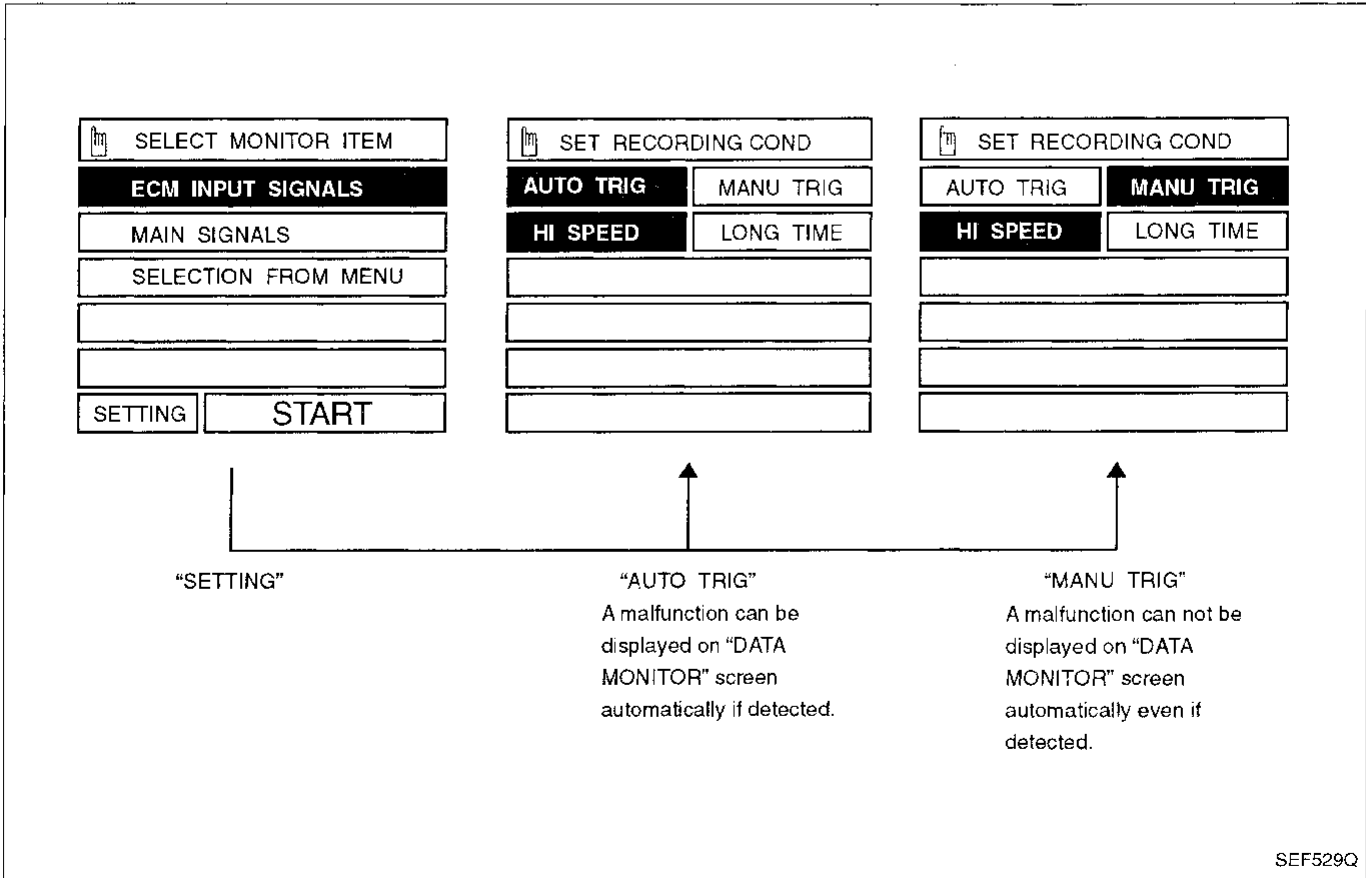 SELECT MONITOR ITEM
ECM INPUT SIGNALS
MAIN SIGNALS
SELECTION FROM MENU
SETTING
START
SET RECORDING COND
AUTO TRIG
MANU TRIG
HI SPEED
LONG TIME
SET RECORDING COND
AUTO TRIG
MANU TRIG
HI SPEED
LONG TIME
“SETTING”
“AUTO TRIG”
A malfunction can be
displayed on “DATA
MONITOR” screen
automatically if detected.
“MANU TRIG”
A malfunction can not be
displayed on “DATA
MONITOR” screen
automatically even if
detected.
SEF529Q